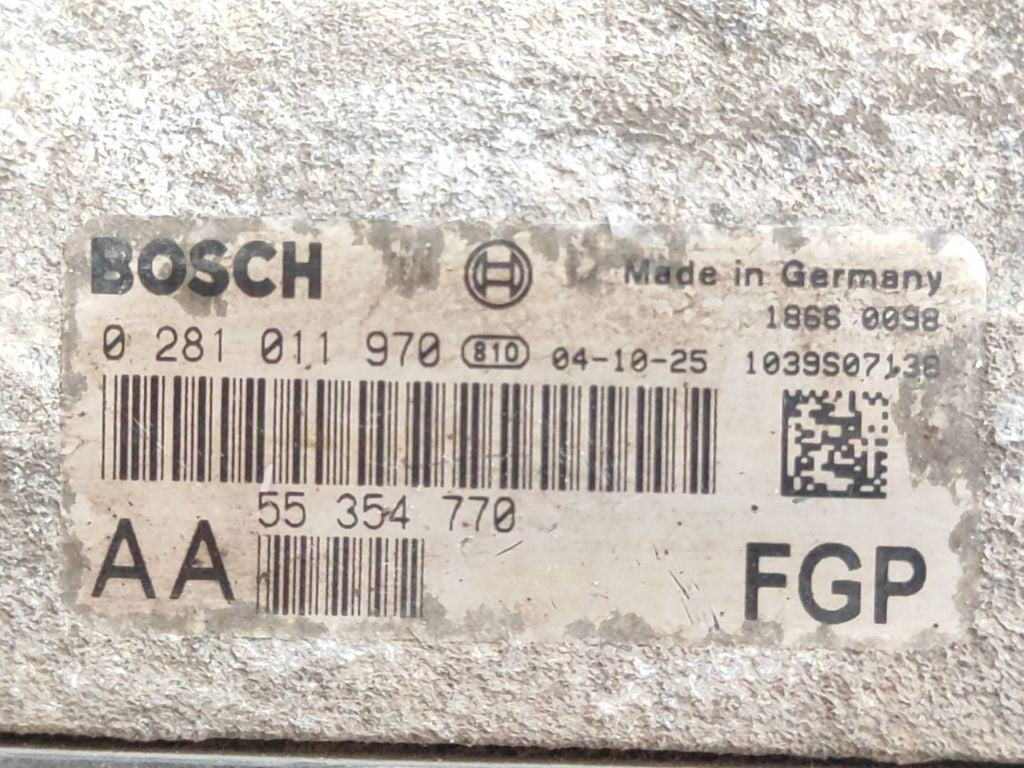 BOSCH
Made in Germany
1866 0098
0 281 011 970 810 04-10-25 1039S07138
55 354 770
AA
FGP